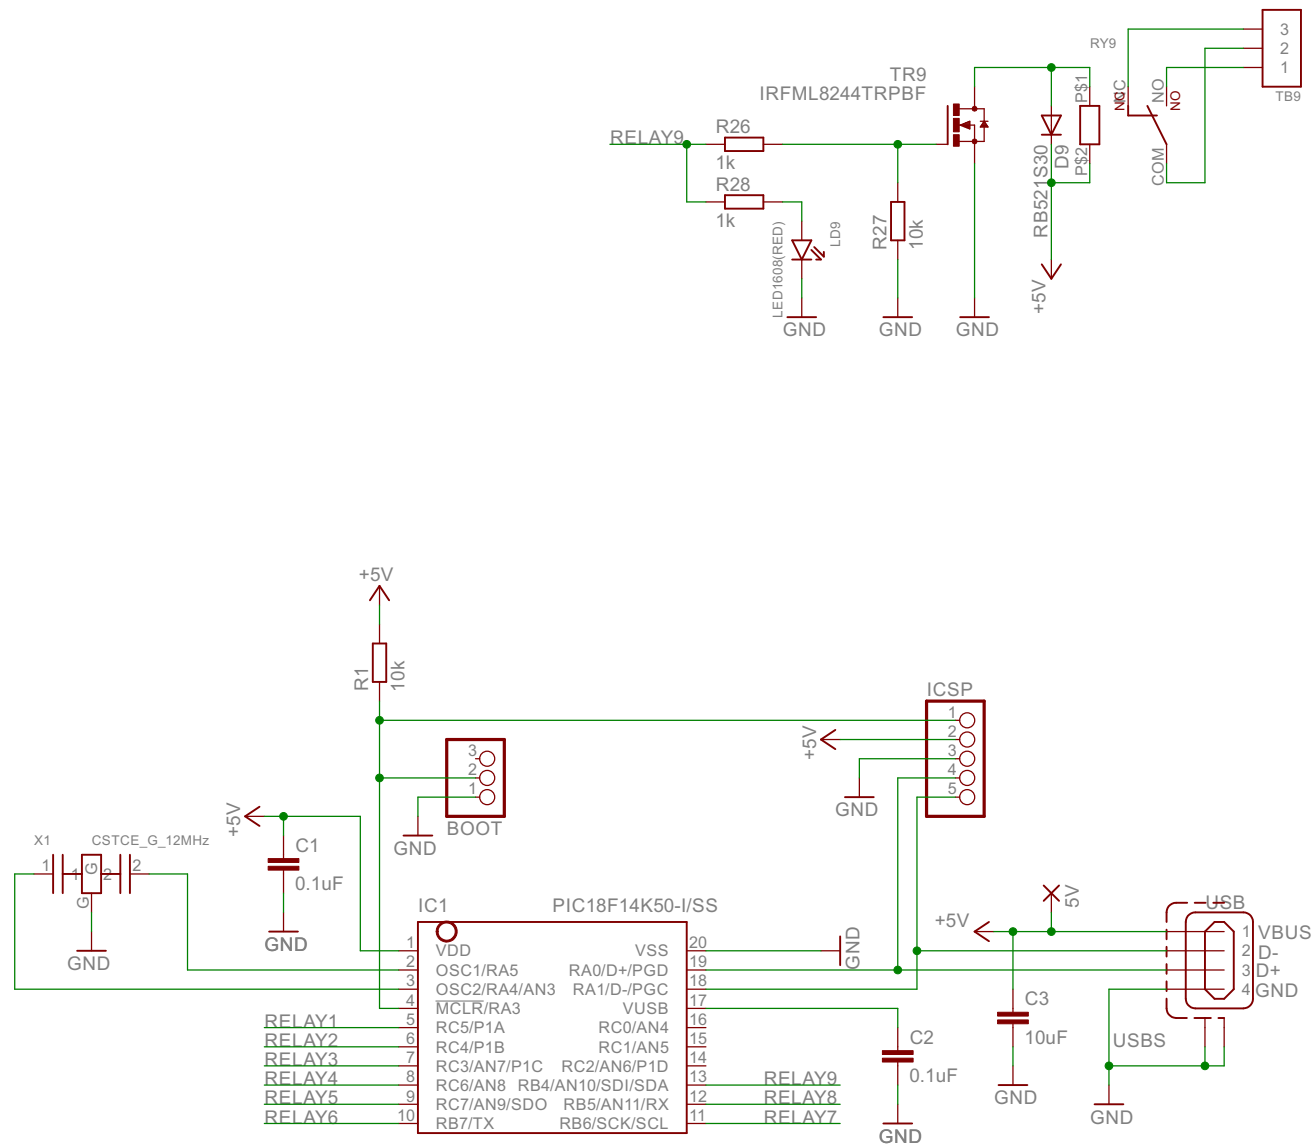 RY9
3
2
1
TB9
TR9
IRFML8244TRPBF
P$1
P$2
NC
NC
NO
NO
COM
RELAY9
R26
1k
R28
1k
RB521S30
D9
LED1608(RED)
LD9
R27
10k
+5V
GND
GND
GND
+5V
R1
10k
ICSP
1
2
3
4
5
+5V
GND
3
2
1
BOOT
GND
+5V
C1
0.1uF
GND
X1
CSTCE_G_12MHz
1
1
G
2
2
G
GND
IC1
PIC18F14K50-I/SS
1 VDD
2 OSC1/RA5
3 OSC2/RA4/AN3
4 MCLR/RA3
RELAY1 5 RC5/P1A
RELAY2 6 RC4/P1B
RELAY3 7 RC3/AN7/P1C
RELAY4 8 RC6/AN8
RELAY5 9 RC7/AN9/SDO
RELAY6 10 RB7/TX
VSS 20
GND
RA0/D+/PGD 19
RA1/D-/PGC 18
VUSB 17
RC0/AN4 16
RC1/AN5 15
RC2/AN6/P1D 14
RB4/AN10/SDI/SDA 13 RELAY9
RB5/AN11/RX 12 RELAY8
RB6/SCK/SCL 11 RELAY7
C2
0.1uF
GND
+5V
5V
C3
10uF
GND
USB
1 VBUS
2 D-
3 D+
4 GND
USBS
GND